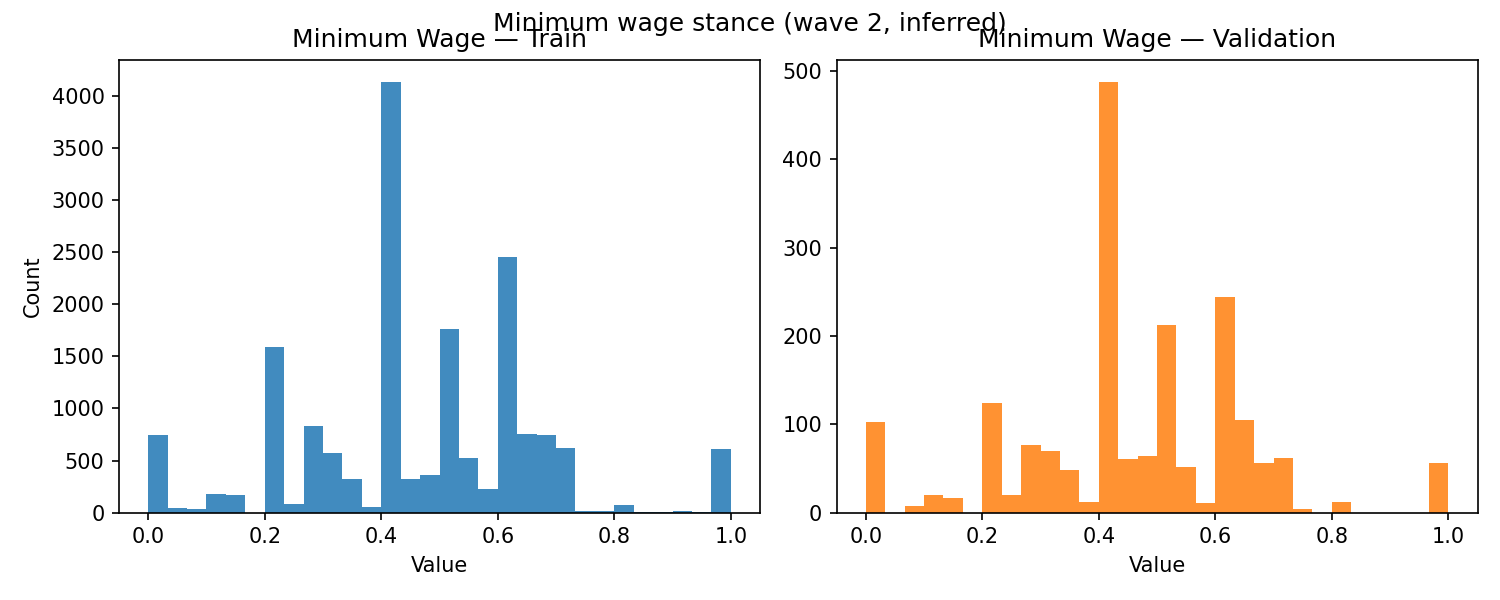 Minimum wage stance (wave 2, inferred)
Minimum Wage — Train
Minimum Wage — Validation
Count
4000
3500
3000
2500
2000
1500
1000
500
0
0.0 0.2 0.4 0.6 0.8 1.0
Value
500
400
300
200
100
0
0.0 0.2 0.4 0.6 0.8 1.0
Value